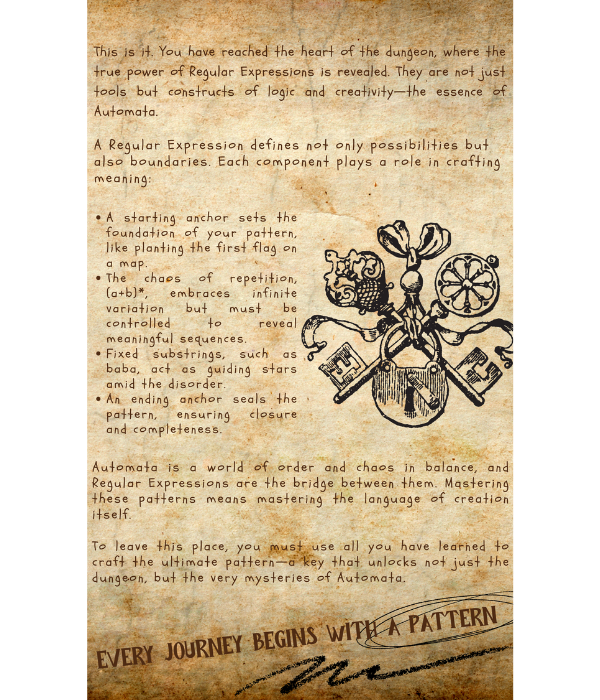 This is it. You have reached the heart of the dungeon, where the
true power of Regular Expressions is revealed. They are not just
tools but constructs of logic and creativity—the essence of
Automata.
A Regular Expression defines not only possibilities but
also boundaries. Each component plays a role in crafting
meaning:
• A starting anchor sets the
foundation of your pattern,
like planting the first flag on
a map.
• The chaos of repetition,
(a+b)*, embraces infinite
variation but must be
controlled to reveal
meaningful sequences.
• Fixed substrings, such as
baba, act as guiding stars
amid the disorder.
• An ending anchor seals the
pattern, ensuring closure
and completeness.
Automata is a world of order and chaos in balance, and
Regular Expressions are the bridge between them. Mastering
these patterns means mastering the language of creation
itself.
To leave this place, you must use all you have learned to
craft the ultimate pattern—a key that unlocks not just the
dungeon, but the very mysteries of Automata.
EVERY JOURNEY BEGINS WITH A PATTERN